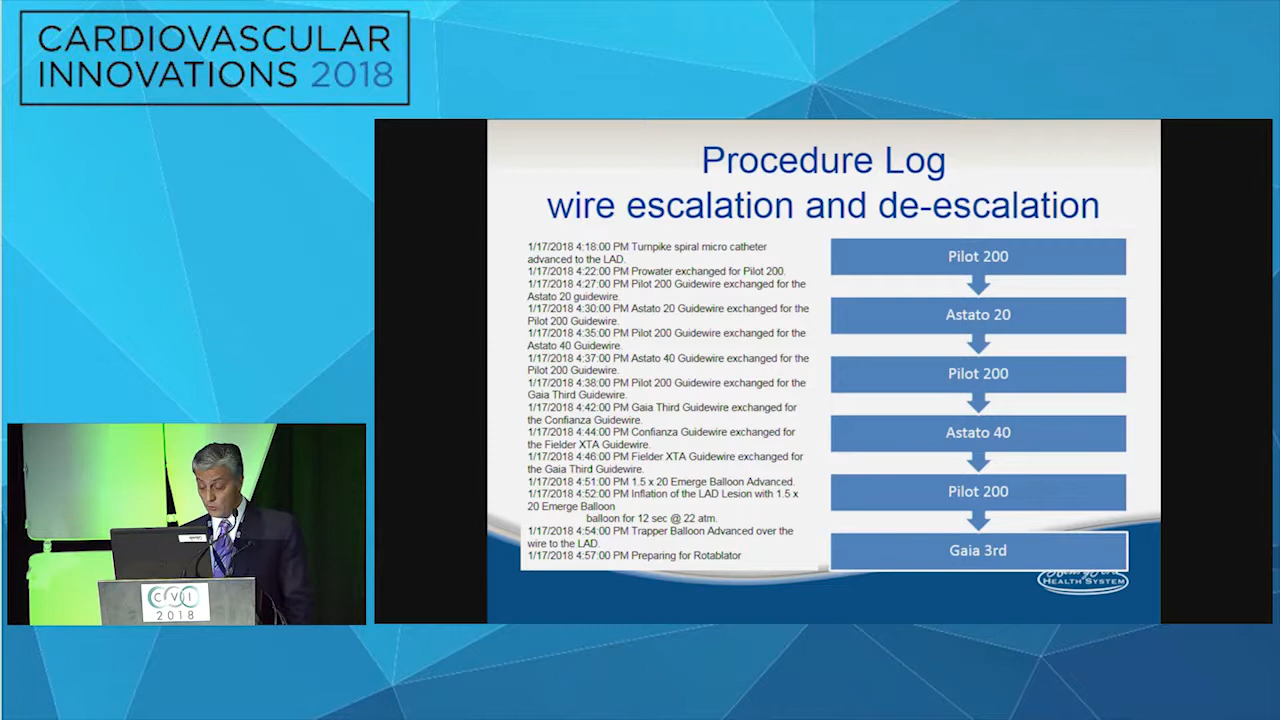 CARDIOVASCULAR
INNOVATIONS 2018
Procedure Log
wire escalation and de-escalation
1/17/2018 4:18:00 PM Turnpike spiral micro catheter
advanced to the LAD.
1/17/2018 4:22:00 PM Prowater exchanged for Pilot 200.
1/17/2018 4:27:00 PM Pilot 200 Guidewire exchanged for the
Astato 20 guidewire.
1/17/2018 4:30:00 PM Astato 20 Guidewire exchanged for the
Pilot 200 Guidewire.
1/17/2018 4:35:00 PM Pilot 200 Guidewire exchanged for the
Astato 40 Guidewire.
1/17/2018 4:37:00 PM Astato 40 Guidewire exchanged for the
Pilot 200 Guidewire.
1/17/2018 4:38:00 PM Pilot 200 Guidewire exchanged for the
Gaia Third Guidewire.
1/17/2018 4:42:00 PM Gaia Third Guidewire exchanged for
the Confianza Guidewire.
1/17/2018 4:44:00 PM Confianza Guidewire exchanged for
the Fielder XTA Guidewire.
1/17/2018 4:46:00 PM Fielder XTA Guidewire exchanged for
the Gaia Third Guidewire.
1/17/2018 4:51:00 PM 1.5 x 20 Emerge Balloon Advanced.
1/17/2018 4:52:00 PM Inflation of the LAD Lesion with 1.5 x
20 Emerge Balloon
balloon for 12 sec @ 22 atm.
1/17/2018 4:54:00 PM Trapper Balloon Advanced over the
wire to the LAD.
1/17/2018 4:57:00 PM Preparing for Rotablator
Pilot 200
Astato 20
Pilot 200
Astato 40
Pilot 200
Gaia 3rd
HEALTH SYSTEM
CVI
2018